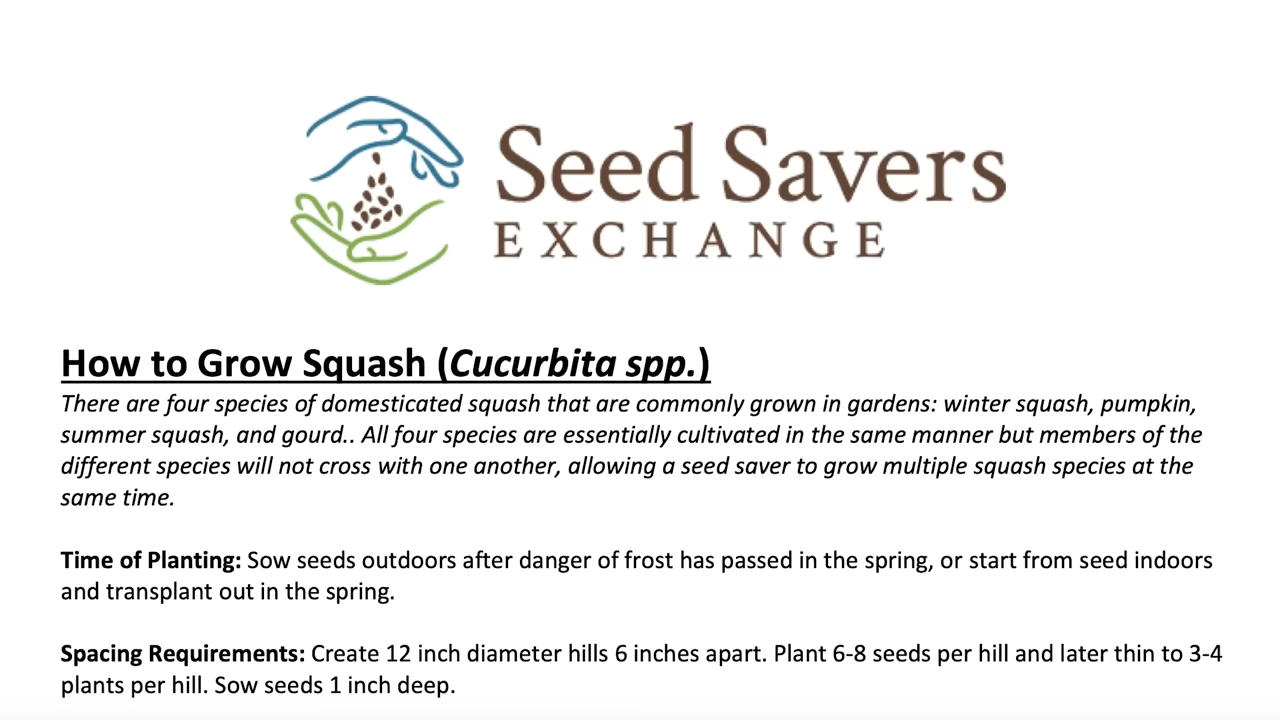 Seed Savers
EXCHANGE
How to Grow Squash (Cucurbita spp.)
There are four species of domesticated squash that are commonly grown in gardens: winter squash, pumpkin,
summer squash, and gourd.. All four species are essentially cultivated in the same manner but members of the
different species will not cross with one another, allowing a seed saver to grow multiple squash species at the
same time.
Time of Planting: Sow seeds outdoors after danger of frost has passed in the spring, or start from seed indoors
and transplant out in the spring.
Spacing Requirements: Create 12 inch diameter hills 6 inches apart. Plant 6-8 seeds per hill and later thin to 3-4
plants per hill. Sow seeds 1 inch deep.